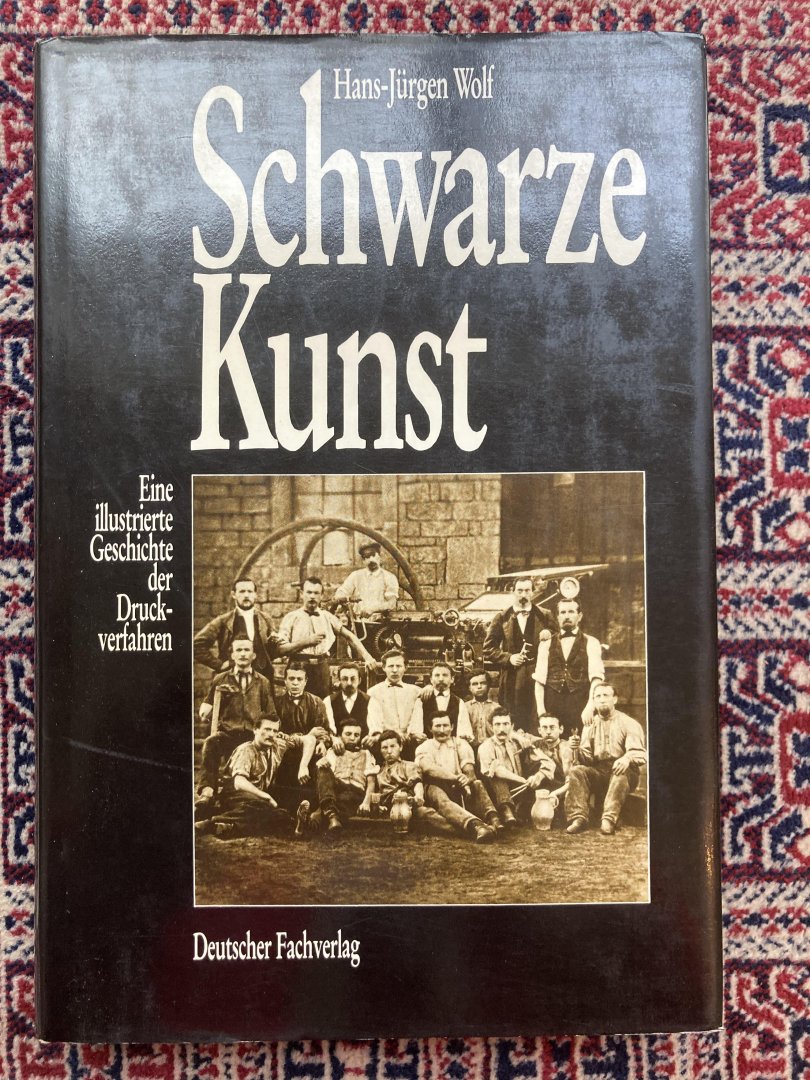 Hans-Jürgen Wolf
Schwarze
Kunst
Eine
illustrierte
Geschichte
der
Druck-
verfahren
Deutscher Fachverlag